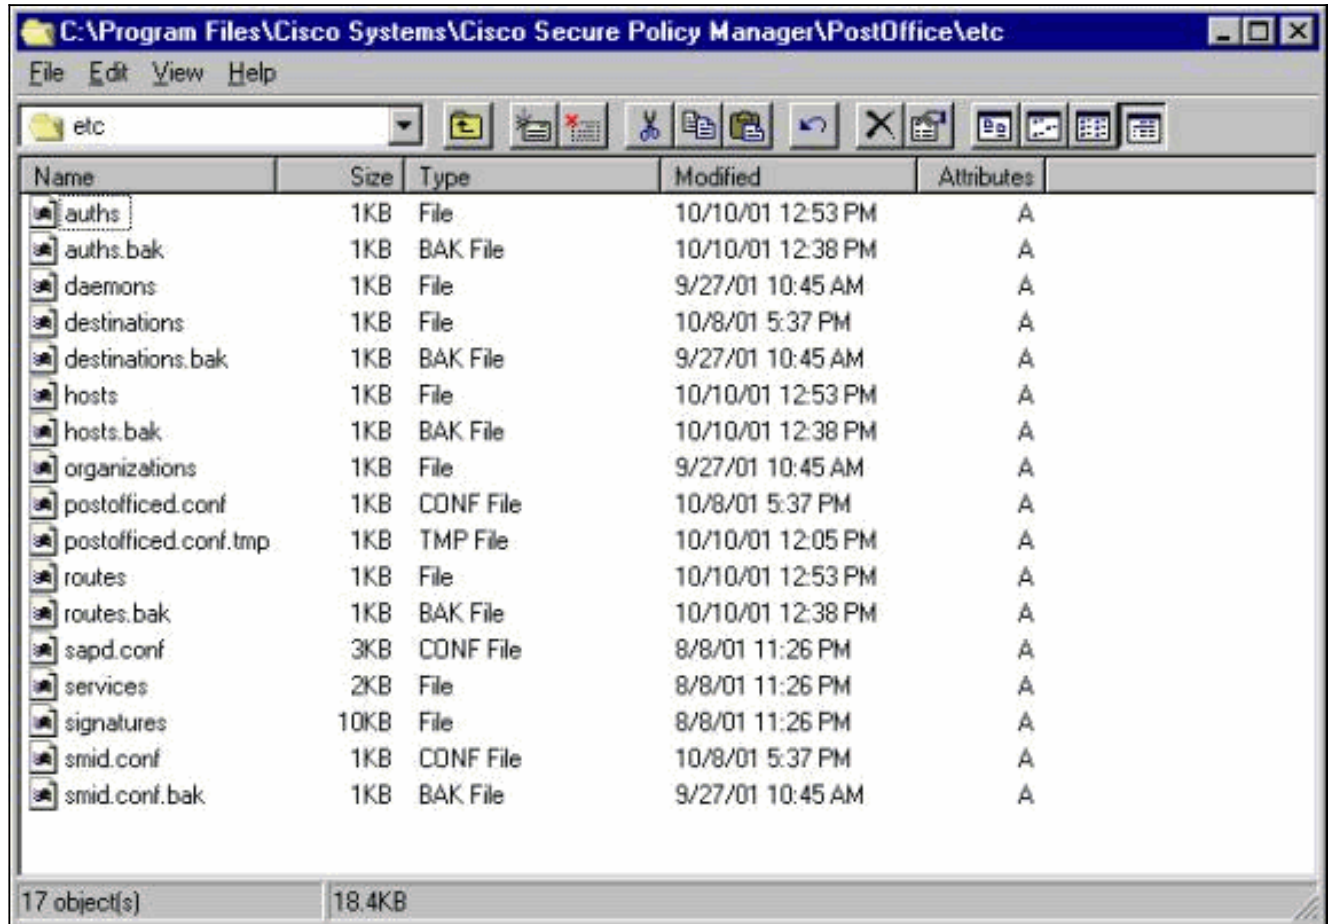 C:\Program Files\Cisco Systems\Cisco Secure Policy Manager\PostOffice\etc
File Edit View Help
etc
Name Size Type Modified Attributes
auths 1KB File 10/10/01 12:53 PM A
auths.bak 1KB BAK File 10/10/01 12:38 PM A
daemons 1KB File 9/27/01 10:45 AM A
destinations 1KB File 10/8/01 5:37 PM A
destinations.bak 1KB BAK File 9/27/01 10:45 AM A
hosts 1KB File 10/10/01 12:53 PM A
hosts.bak 1KB BAK File 10/10/01 12:38 PM A
organizations 1KB File 9/27/01 10:45 AM A
postofficed.conf 1KB CONF File 10/8/01 5:37 PM A
postofficed.conf.tmp 1KB TMP File 10/10/01 12:05 PM A
routes 1KB File 10/10/01 12:53 PM A
routes.bak 1KB BAK File 10/10/01 12:38 PM A
sapd.conf 3KB CONF File 8/8/01 11:26 PM A
services 2KB File 8/8/01 11:26 PM A
signatures 10KB File 8/8/01 11:26 PM A
smid.conf 1KB CONF File 10/8/01 5:37 PM A
smid.conf.bak 1KB BAK File 9/27/01 10:45 AM A
17 object(s) 18.4KB